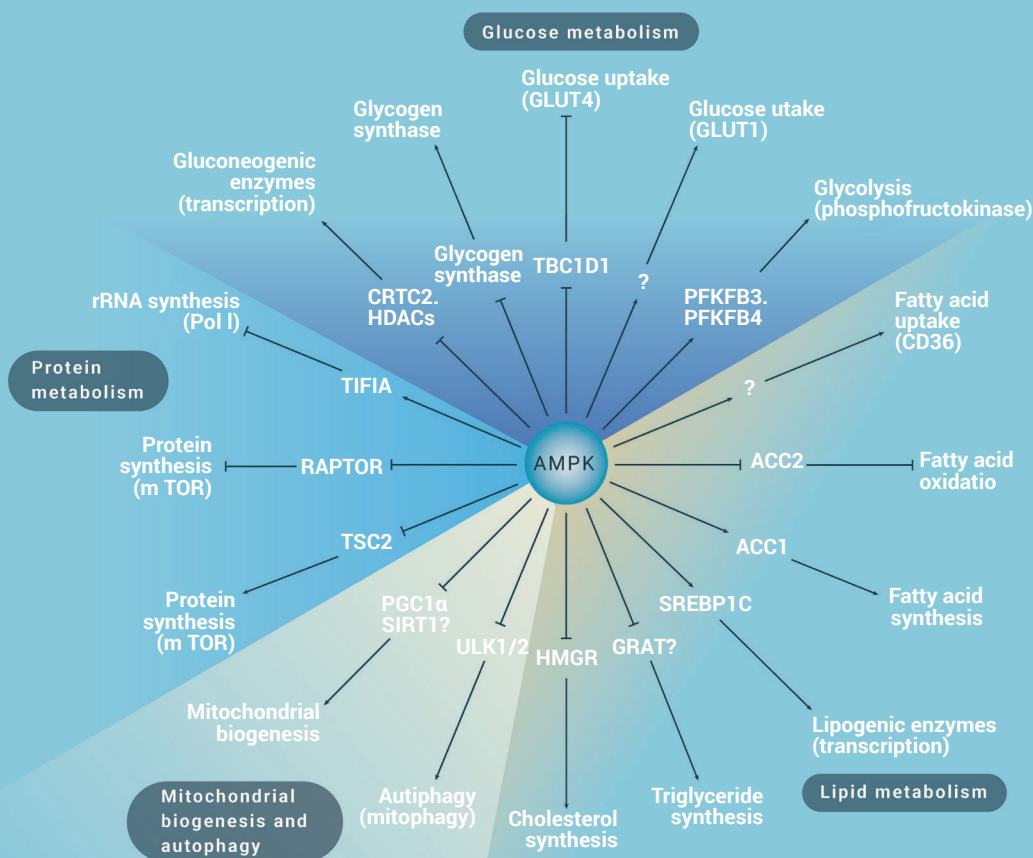 Glucose metabolism
Glucose uptake
(GLUT4)
Glycogen
synthase
Glucose utake
(GLUT1)
Gluconeogenic
enzymes
(transcription)
Glycolysis
(phosphofructokinase)
Glycogen
synthase
TBC1D1
?
CRTC2.
HDACs
PFKFB3.
PFKFB4
rRNA synthesis
(Pol l)
Fatty acid
uptake
(CD36)
Protein
metabolism
TIFIA
?
Protein
synthesis
(m TOR)
RAPTOR
AMPK
ACC2
Fatty acid
oxidatio
TSC2
ACC1
Protein
synthesis
(m TOR)
PGC1α
SIRT1?
SREBP1C
Fatty acid
synthesis
ULK1/2
HMGR
GRAT?
Mitochondrial
biogenesis
Lipogenic enzymes
(transcription)
Mitochondrial
biogenesis and
autophagy
Autiphagy
(mitophagy)
Cholesterol
synthesis
Triglyceride
synthesis
Lipid metabolism